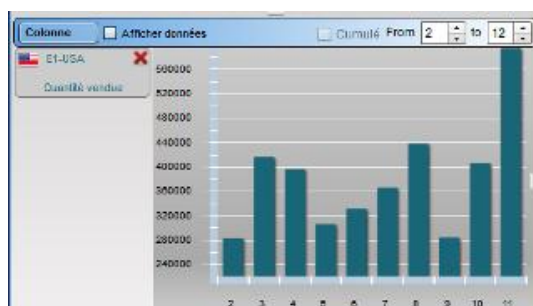 Colonne Afficher données Cumulé From 2 to 12
E1-USA
Quantité vendue
560000
520000
480000
440000
400000
360000
320000
280000
240000
2 3 4 5 6 7 8 9 10 11